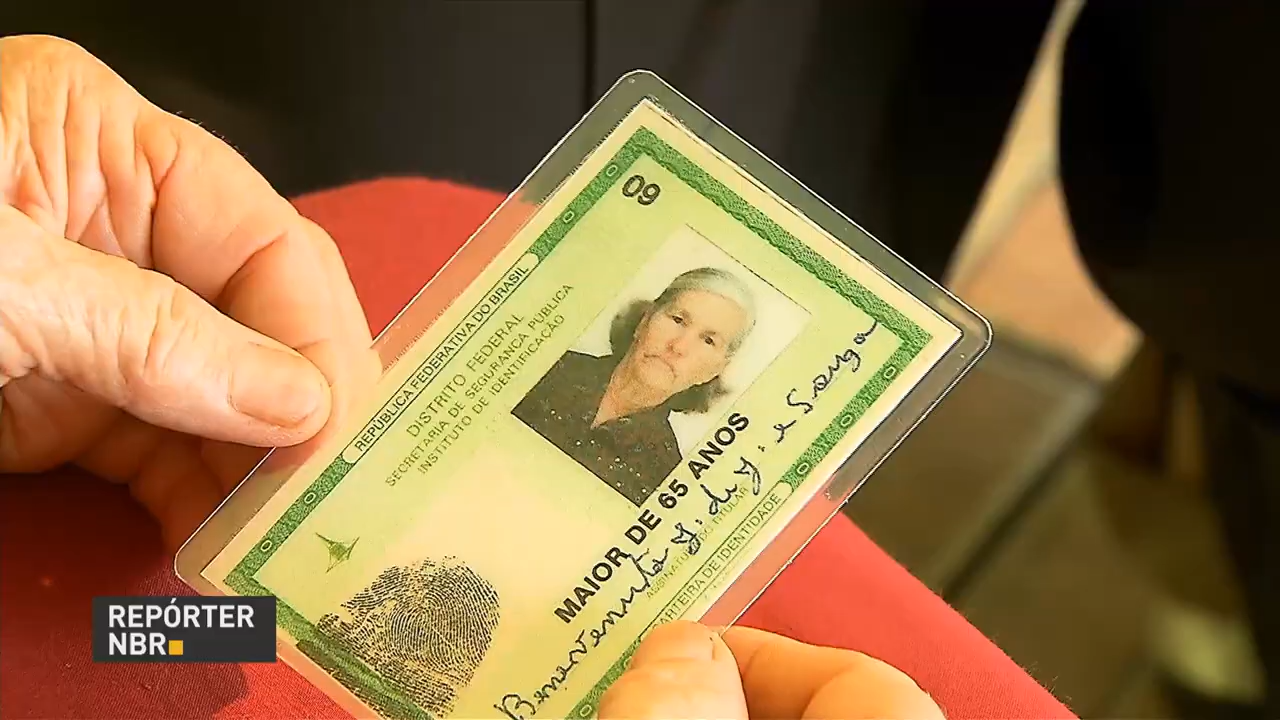 09
REPÚBLICA FEDERATIVA DO BRASIL
DISTRITO FEDERAL
SECRETARIA DE SEGURANÇA PÚBLICA
INSTITUTO DE IDENTIFICAÇÃO
MAIOR DE 65 ANOS
ASSINATURA DO TITULAR
CARTEIRA DE IDENTIDADE
REPÓRTER
NBR